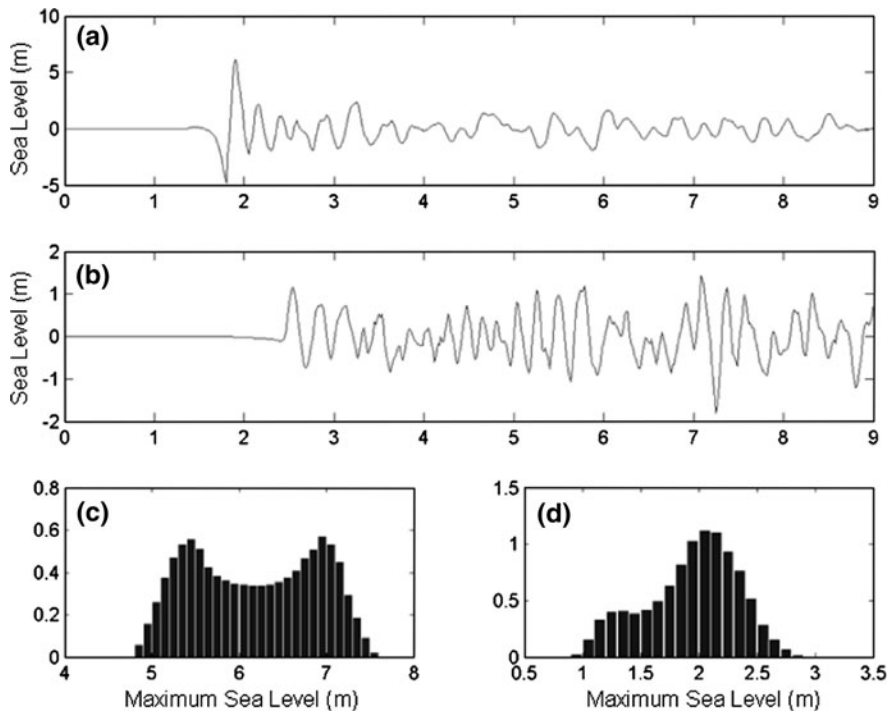 (a)
Sea Level (m)
10
5
0
-5
0 1 2 3 4 5 6 7 8 9
(b)
Sea Level (m)
2
1
0
-1
-2
0 1 2 3 4 5 6 7 8 9
(c)
0.8
0.6
0.4
0.2
0
4 5 6 7 8
Maximum Sea Level (m)
(d)
1.5
1
0.5
0
0.5 1 1.5 2 2.5 3 3.5
Maximum Sea Level (m)